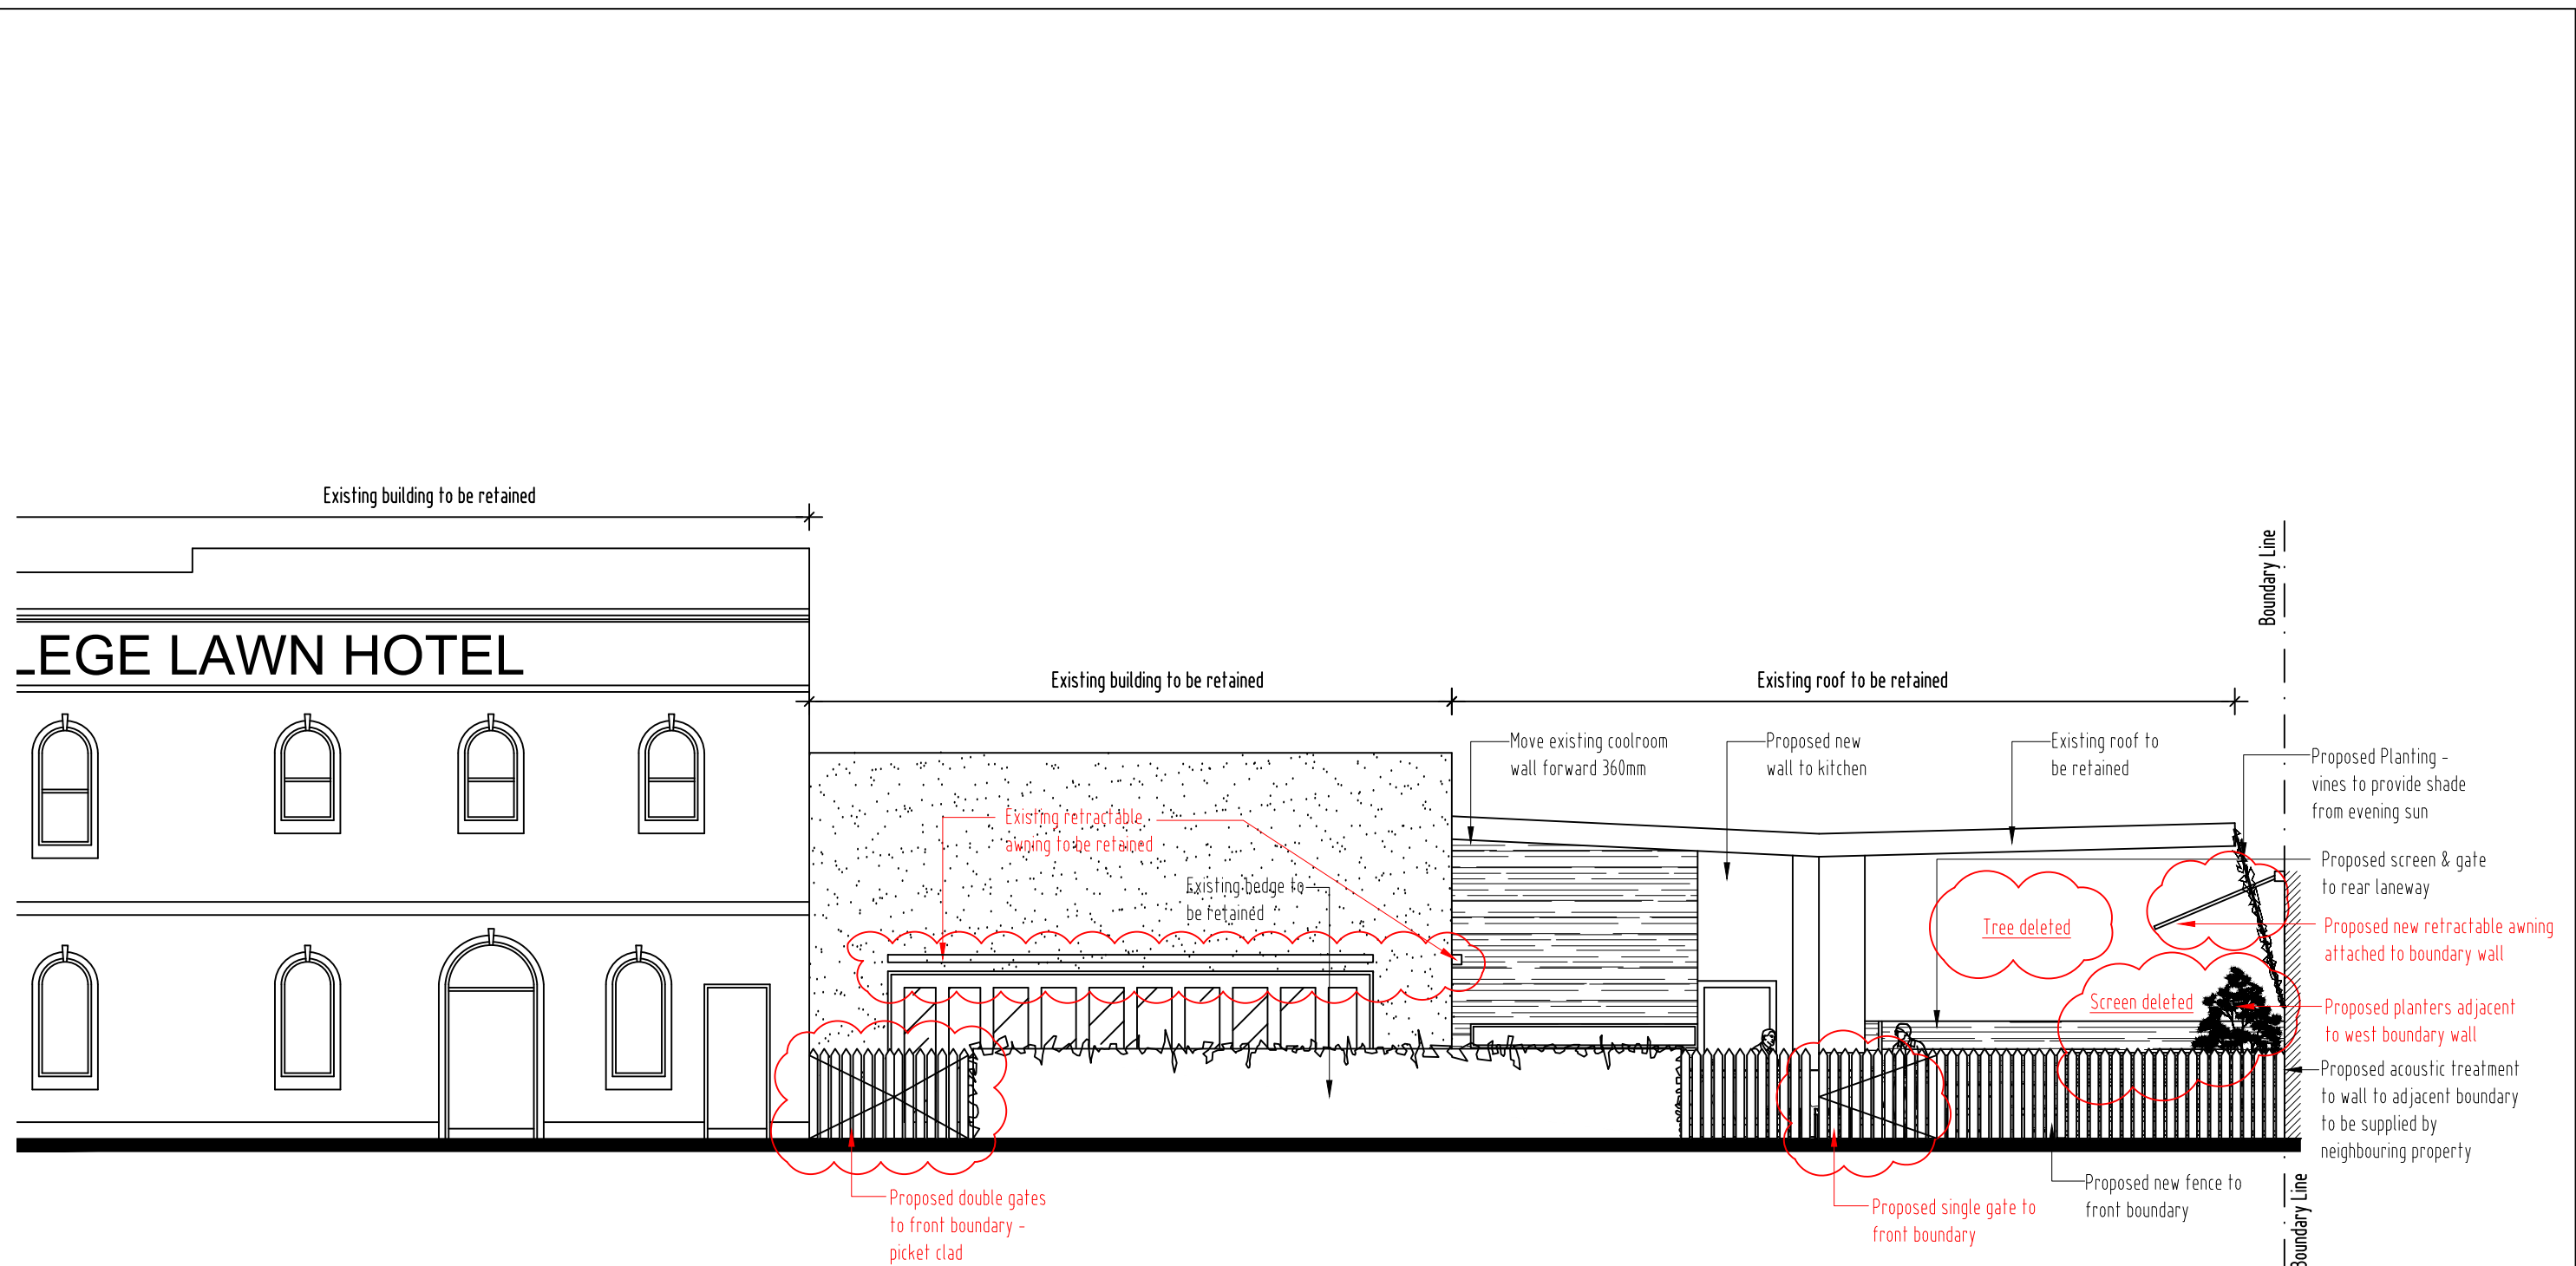 Existing building to be retained
Boundary Line
LEGE LAWN HOTEL
Existing building to be retained
Existing roof to be retained
Move existing coolroom
wall forward 360mm
Proposed new
wall to kitchen
Existing roof to
be retained
Proposed Planting -
vines to provide shade
from evening sun
Existing retractable
awning to be retained
Existing hedge to
be retained
Proposed screen & gate
to rear laneway
Tree deleted
Proposed new retractable awning
attached to boundary wall
Screen deleted
Proposed planters adjacent
to west boundary wall
Proposed acoustic treatment
to wall to adjacent boundary
to be supplied by
neighbouring property
Proposed double gates
to front boundary -
picket clad
Proposed single gate to
front boundary
Proposed new fence to
front boundary
Boundary Line